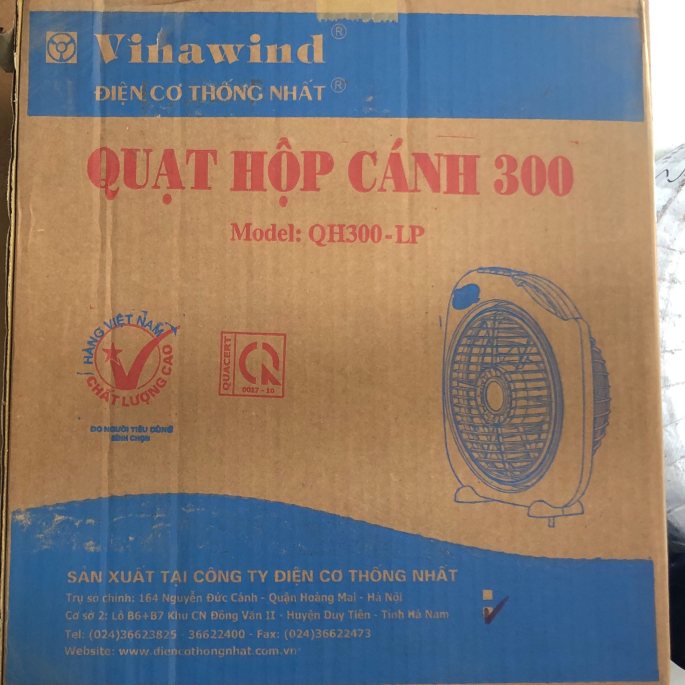 Vinawind ®
ĐIỆN CƠ THỐNG NHẤT ®
QUẠT HỘP CÁNH 300
Model: QH300-LP
HÀNG VIỆT NAM
CHẤT LƯỢNG CAO
DO NGƯỜI TIÊU DÙNG
BÌNH CHỌN
QUACERT
0027-10
SẢN XUẤT TẠI CÔNG TY ĐIỆN CƠ THỐNG NHẤT
Trụ sở chính: 164 Nguyễn Đức Cảnh - Quận Hoàng Mai - Hà Nội
Cơ sở 2: Lô B6+B7 Khu CN Đồng Văn II - Huyện Duy Tiên - Tỉnh Hà Nam
Tel: (024)36623825 - 36622400 - Fax: (024)36622473
Website: www.diencothongnhat.com.vn